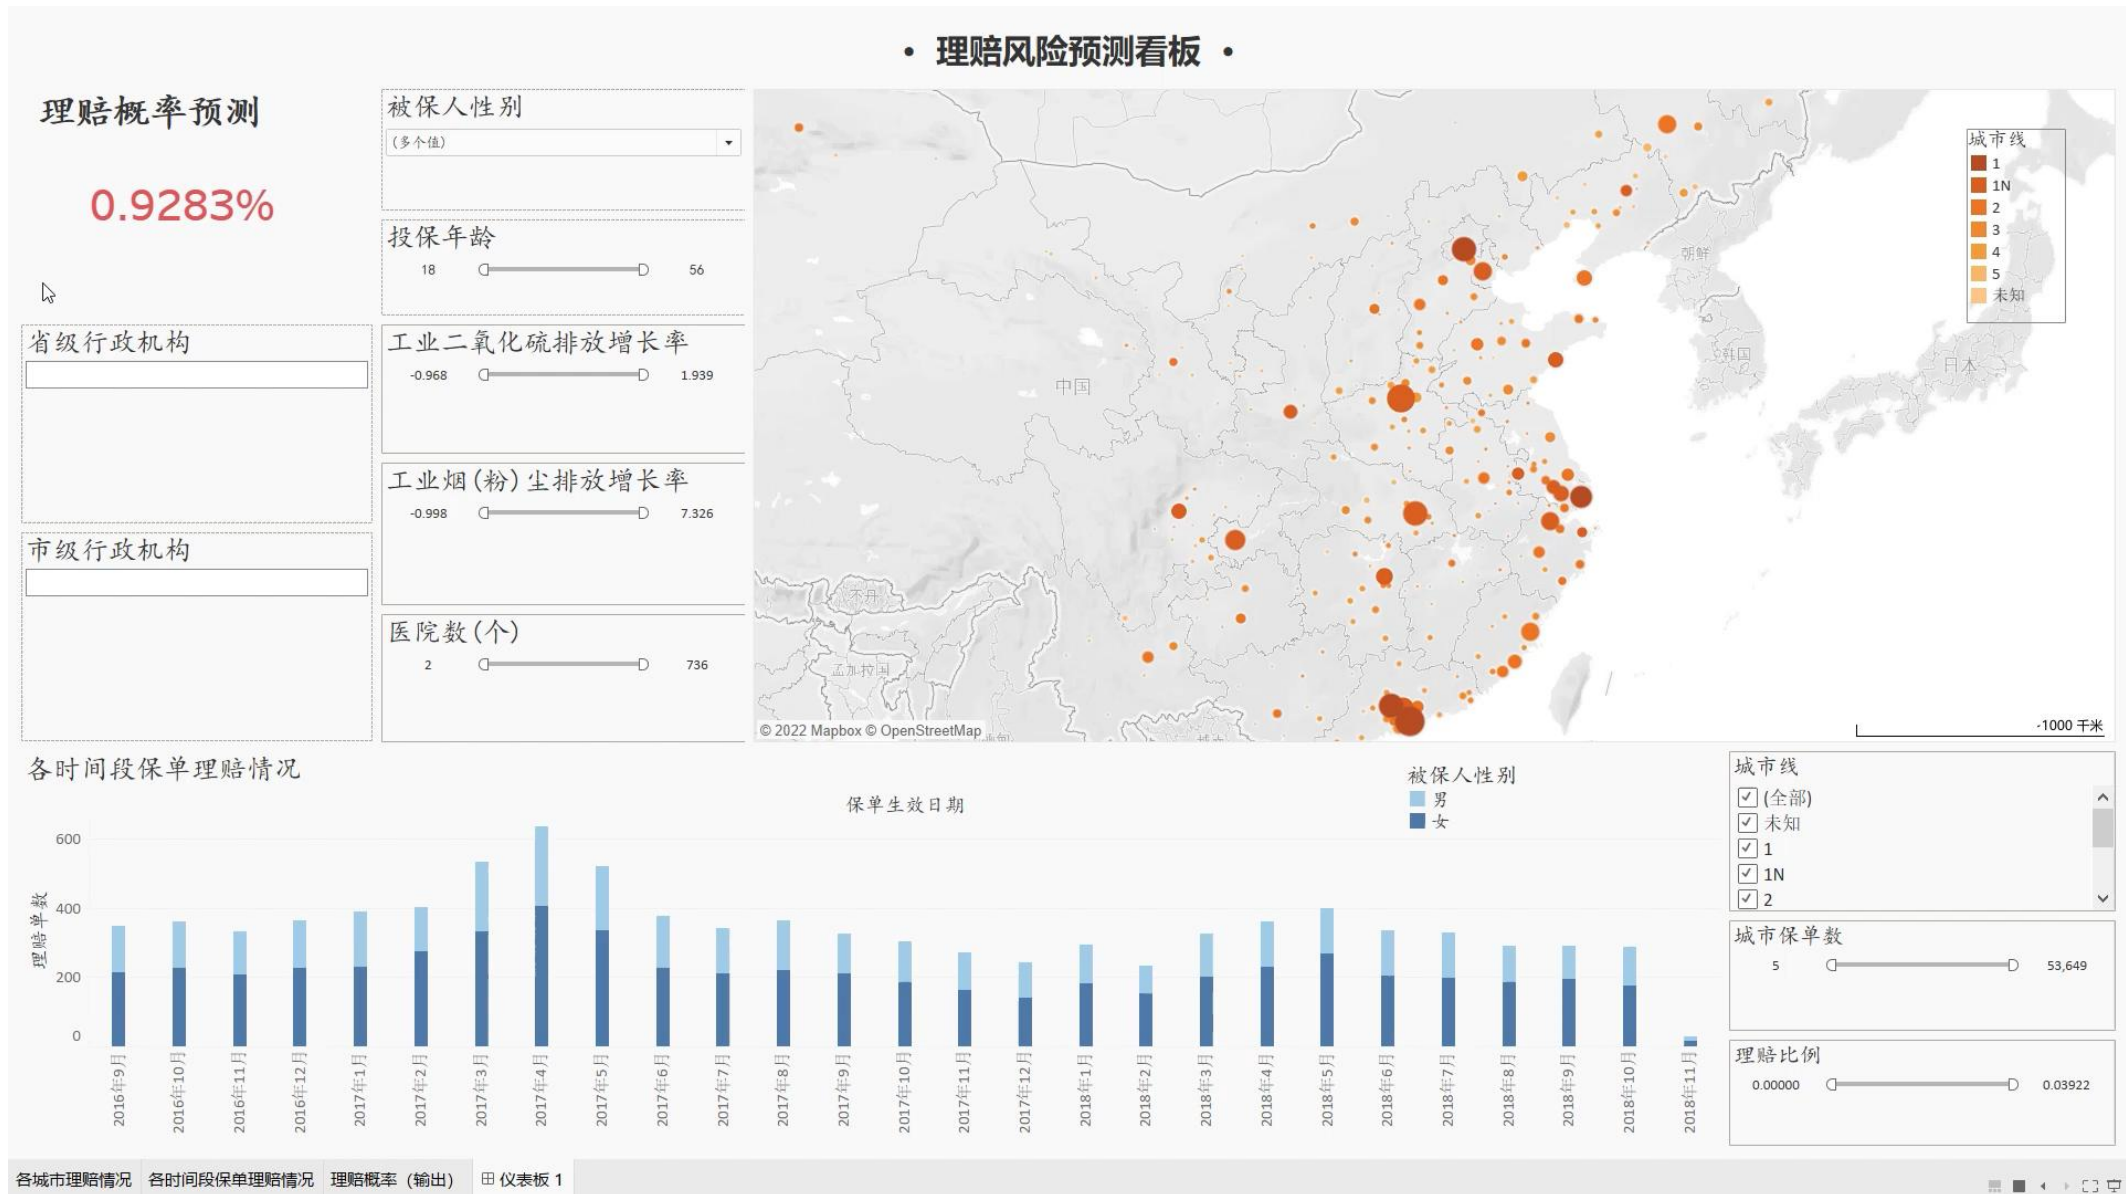 • 理赔风险预测看板 •
理赔概率预测
0.9283%
省级行政机构
市级行政机构
被保人性别
(多个值)
投保年龄
18 56
工业二氧化硫排放增长率
-0.968 1.939
工业烟(粉)尘排放增长率
-0.998 7.326
医院数(个)
2 736
中国
朝鲜
韩国
日本
不丹
孟加拉国
© 2022 Mapbox © OpenStreetMap
1000 千米
城市线
1
1N
2
3
4
5
未知
各时间段保单理赔情况
保单生效日期
被保人性别
男
女
理赔单数
600
400
200
0
2016年9月
2016年10月
2016年11月
2016年12月
2017年1月
2017年2月
2017年3月
2017年4月
2017年5月
2017年6月
2017年7月
2017年8月
2017年9月
2017年10月
2017年11月
2017年12月
2018年1月
2018年2月
2018年3月
2018年4月
2018年5月
2018年6月
2018年7月
2018年8月
2018年9月
2018年10月
2018年11月
城市线
(全部)
未知
1
1N
2
城市保单数
5 53,649
理赔比例
0.00000 0.03922
各城市理赔情况 各时间段保单理赔情况 理赔概率（输出） 仪表板 1